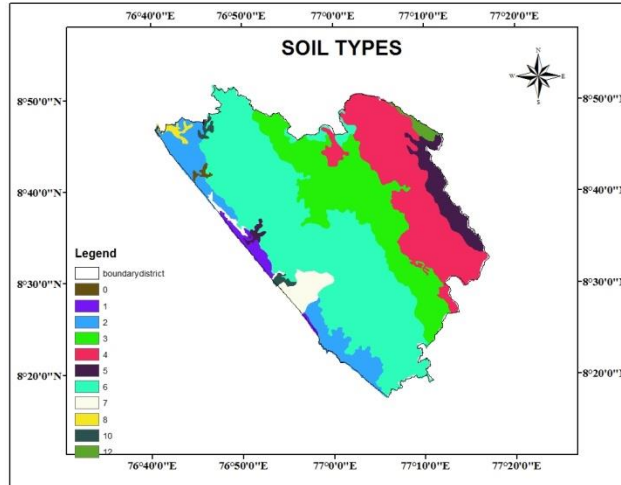 76°40'0"E 76°50'0"E 77°0'0"E 77°10'0"E 77°20'0"E
SOIL TYPES
N
W E
S
8°50'0"N 8°50'0"N
8°40'0"N 8°40'0"N
8°30'0"N 8°30'0"N
8°20'0"N 8°20'0"N
Legend
boundarydistrict
0
1
2
3
4
5
6
7
8
10
12
76°40'0"E 76°50'0"E 77°0'0"E 77°10'0"E 77°20'0"E